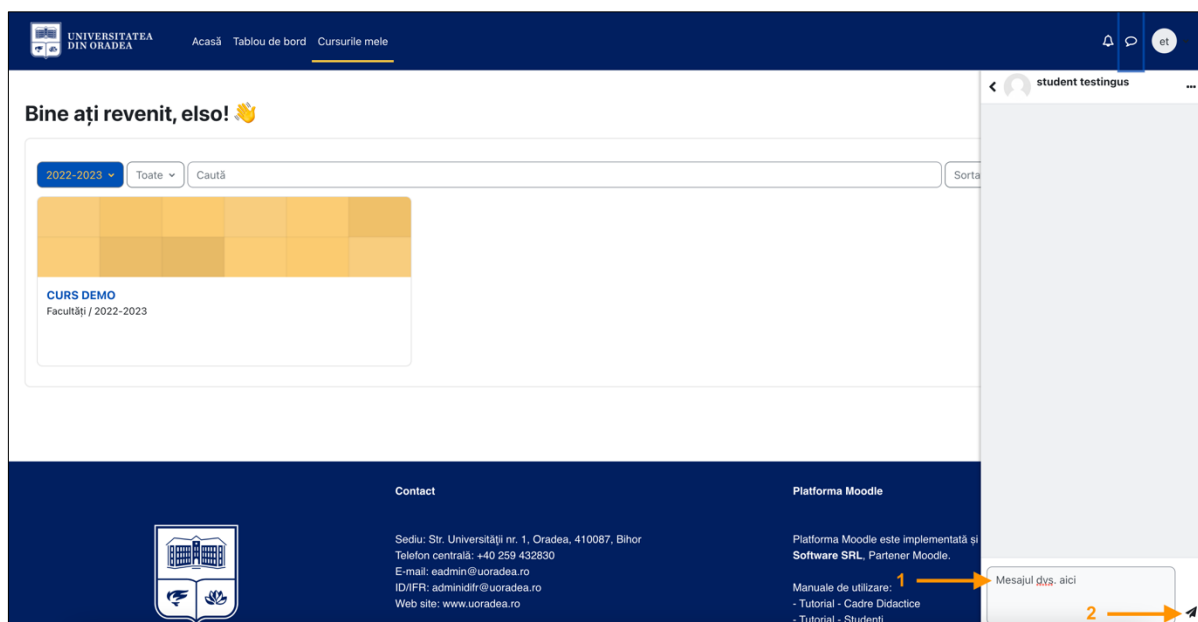 UNIVERSITATEA
DIN ORADEA
Acasă Tablou de bord Cursurile mele
et
student testingus
Bine ați revenit, elso! 👋
2022-2023 Toate Caută Sorta
CURS DEMO
Facultăți / 2022-2023
Contact
Sediu: Str. Universităţii nr. 1, Oradea, 410087, Bihor
Telefon centrală: +40 259 432830
E-mail: eadmin@uoradea.ro
ID/IFR: adminidifr@uoradea.ro
Web site: www.uoradea.ro
Platforma Moodle
Platforma Moodle este implementată și
Software SRL, Partener Moodle.
Manuale de utilizare:
- Tutorial - Cadre Didactice
- Tutorial - Studenți
1
Mesajul dvs. aici
2